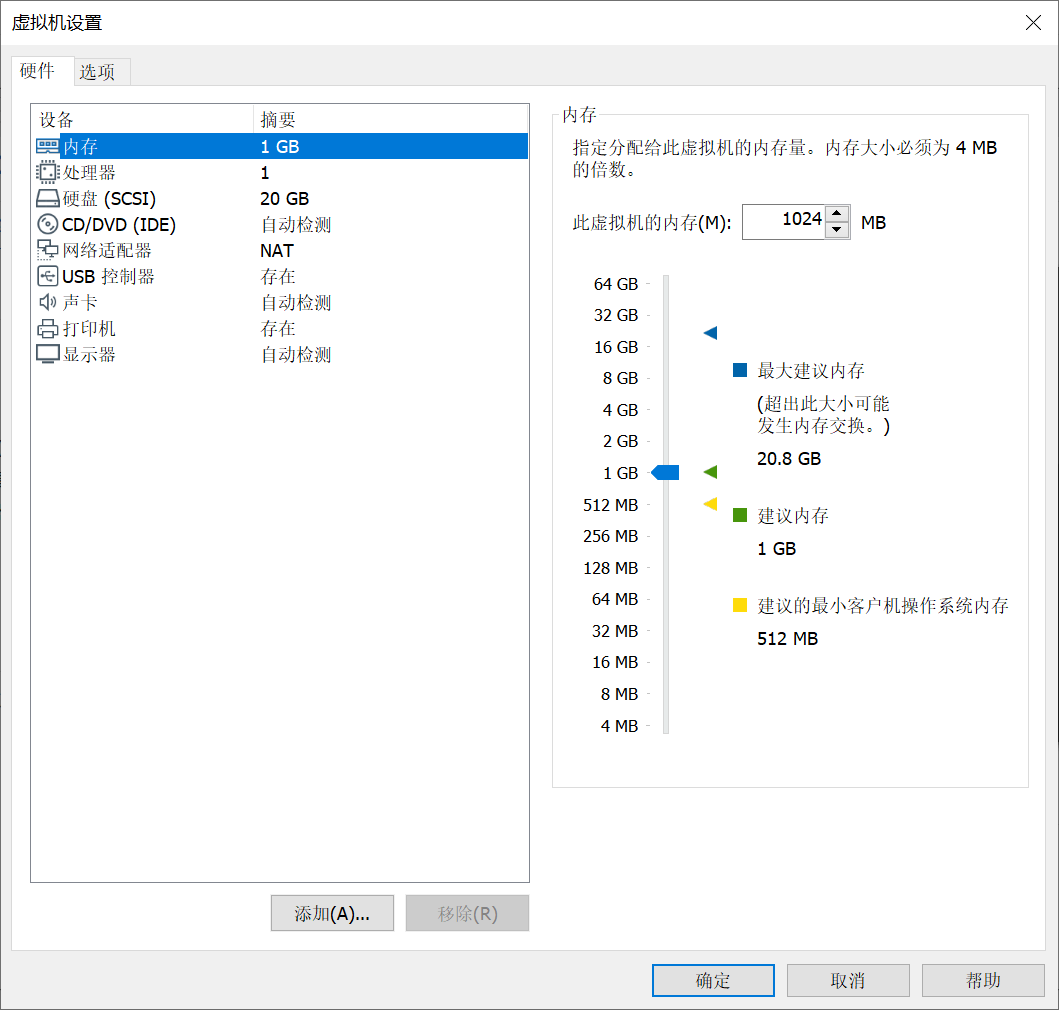 虚拟机设置
硬件 选项
设备 摘要
内存 1 GB
处理器 1
硬盘 (SCSI) 20 GB
CD/DVD (IDE) 自动检测
网络适配器 NAT
USB 控制器 存在
声卡 自动检测
打印机 存在
显示器 自动检测
添加(A)... 移除(R)
内存
指定分配给此虚拟机的内存量。内存大小必须为 4 MB
的倍数。
此虚拟机的内存(M): 1024 MB
64 GB
32 GB
16 GB
8 GB
4 GB
2 GB
1 GB
512 MB
256 MB
128 MB
64 MB
32 MB
16 MB
8 MB
4 MB
最大建议内存
(超出此大小可能
发生内存交换。)
20.8 GB
建议内存
1 GB
建议的最小客户机操作系统内存
512 MB
确定 取消 帮助